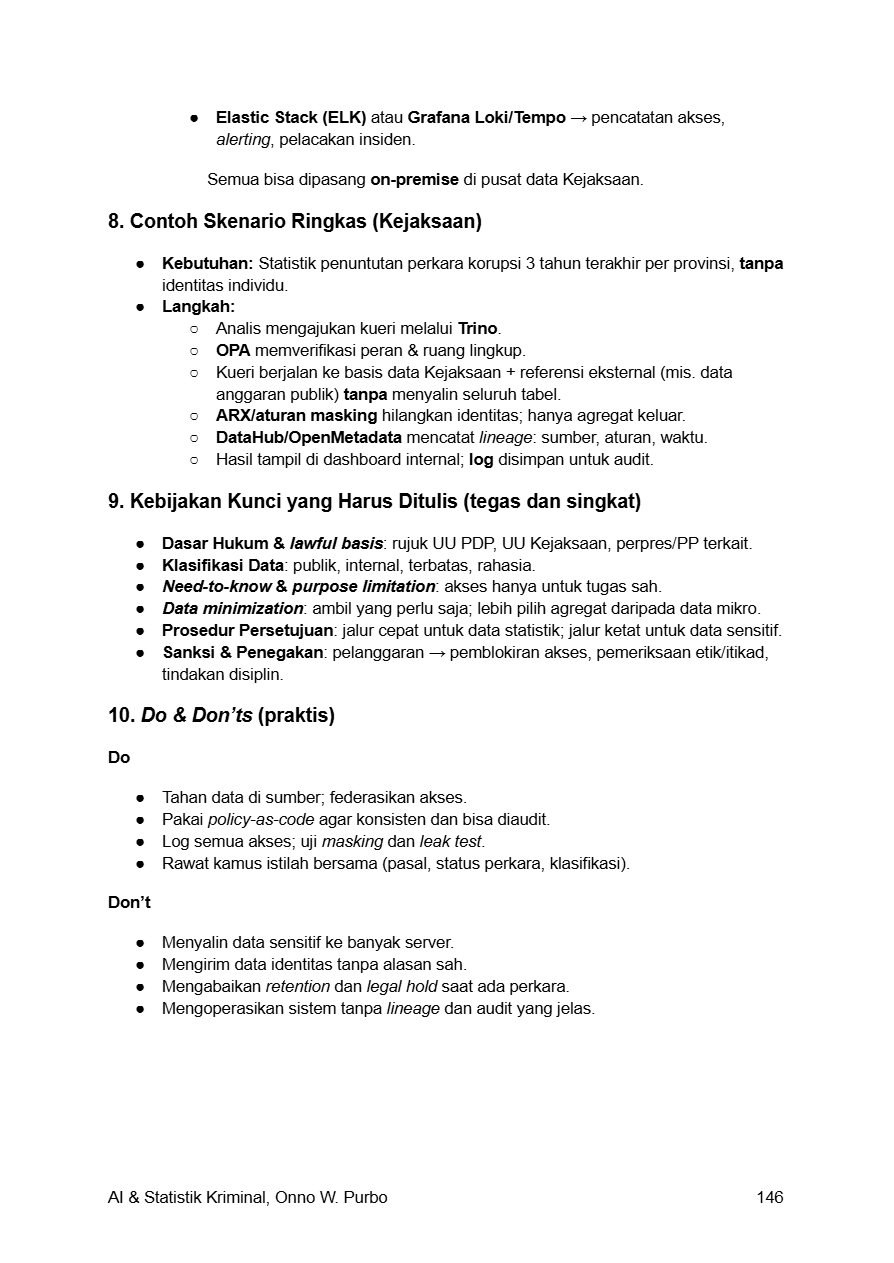 ● Elastic Stack (ELK) atau Grafana Loki/Tempo → pencatatan akses,
alerting, pelacakan insiden.
Semua bisa dipasang on-premise di pusat data Kejaksaan.
8. Contoh Skenario Ringkas (Kejaksaan)
● Kebutuhan: Statistik penuntutan perkara korupsi 3 tahun terakhir per provinsi, tanpa
identitas individu.
● Langkah:
○ Analis mengajukan kueri melalui Trino.
○ OPA memverifikasi peran & ruang lingkup.
○ Kueri berjalan ke basis data Kejaksaan + referensi eksternal (mis. data
anggaran publik) tanpa menyalin seluruh tabel.
○ ARX/aturan masking hilangkan identitas; hanya agregat keluar.
○ DataHub/OpenMetadata mencatat lineage: sumber, aturan, waktu.
○ Hasil tampil di dashboard internal; log disimpan untuk audit.
9. Kebijakan Kunci yang Harus Ditulis (tegas dan singkat)
● Dasar Hukum & lawful basis: rujuk UU PDP, UU Kejaksaan, perpres/PP terkait.
● Klasifikasi Data: publik, internal, terbatas, rahasia.
● Need-to-know & purpose limitation: akses hanya untuk tugas sah.
● Data minimization: ambil yang perlu saja; lebih pilih agregat daripada data mikro.
● Prosedur Persetujuan: jalur cepat untuk data statistik; jalur ketat untuk data sensitif.
● Sanksi & Penegakan: pelanggaran → pemblokiran akses, pemeriksaan etik/itikad,
tindakan disiplin.
10. Do & Don’ts (praktis)
Do
● Tahan data di sumber; federasikan akses.
● Pakai policy-as-code agar konsisten dan bisa diaudit.
● Log semua akses; uji masking dan leak test.
● Rawat kamus istilah bersama (pasal, status perkara, klasifikasi).
Don’t
● Menyalin data sensitif ke banyak server.
● Mengirim data identitas tanpa alasan sah.
● Mengabaikan retention dan legal hold saat ada perkara.
● Mengoperasikan sistem tanpa lineage dan audit yang jelas.
AI & Statistik Kriminal, Onno W. Purbo 146